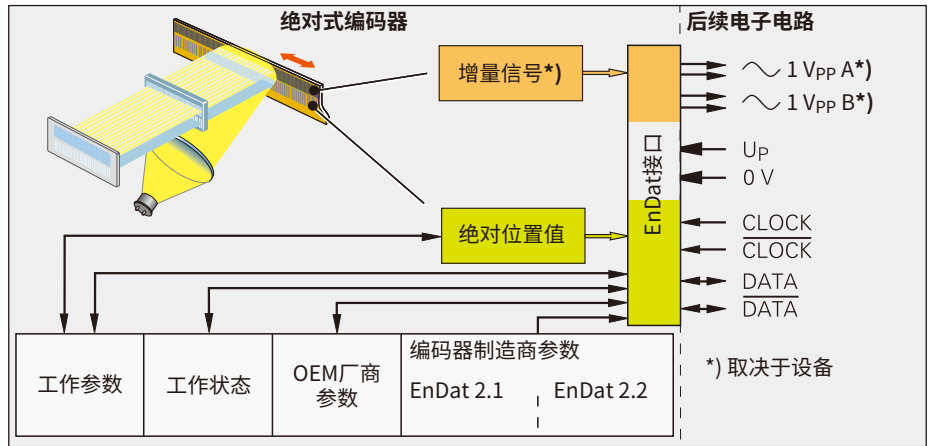 绝对式编码器
后续电子电路
增量信号*)
1 VPP A*)
1 VPP B*)
EnDat接口
UP
0 V
绝对位置值
CLOCK
CLOCK
DATA
DATA
工作参数
工作状态
OEM厂商
参数
编码器制造商参数
EnDat 2.1
EnDat 2.2
*) 取决于设备